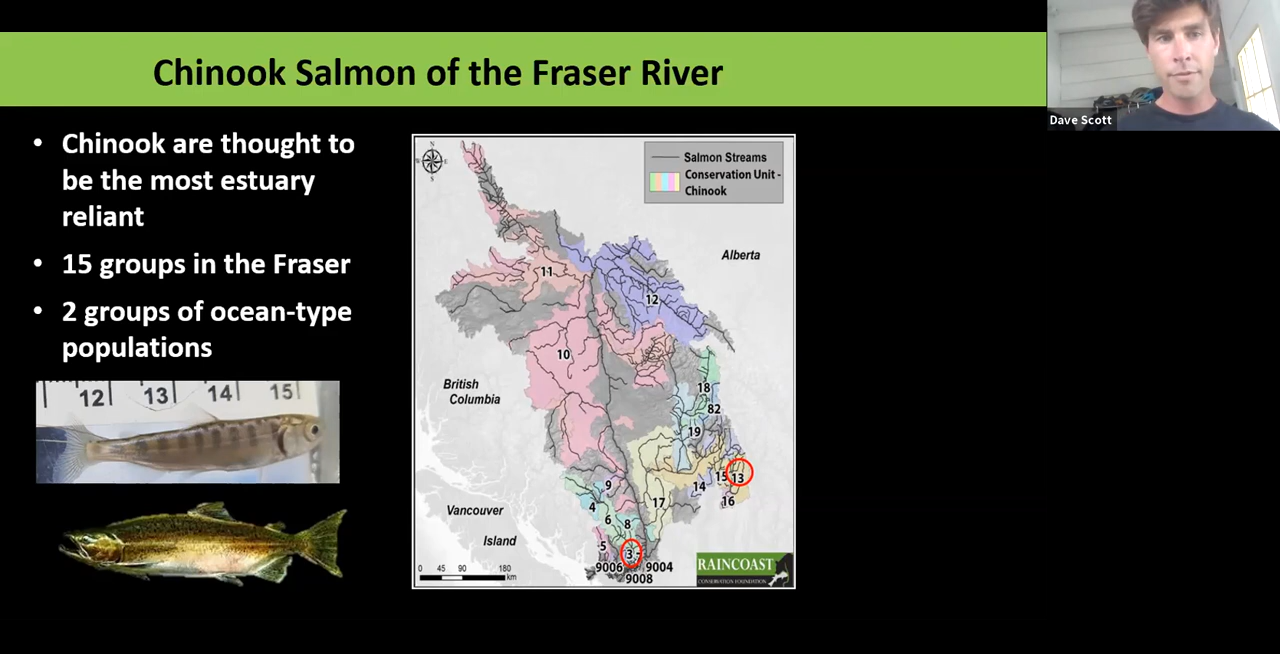 Chinook Salmon of the Fraser River
Dave Scott
• Chinook are thought to
be the most estuary
reliant
• 15 groups in the Fraser
• 2 groups of ocean-type
populations
12 13 14 15
N
W E
S
Salmon Streams
Conservation Unit -
Chinook
Alberta
11
12
10
British
Columbia
18
82
19
15 13
14
16
9
17
4
6
8
Vancouver
Island
5
3
9006 9004
9008
0 45 90 180
km
RAINCOAST
CONSERVATION FOUNDATION